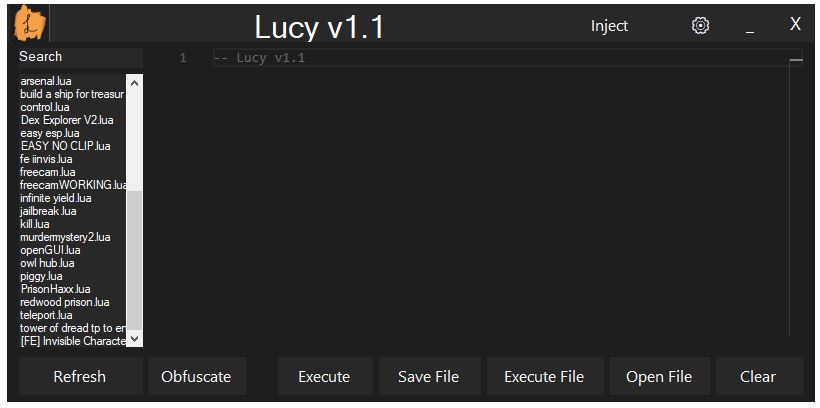 Lucy v1.1
Inject
_
X
Search
1 -- Lucy v1.1
arsenal.lua
build a ship for treasur
control.lua
Dex Explorer V2.lua
easy esp.lua
EASY NO CLIP.lua
fe iinvis.lua
freecam.lua
freecamWORKING.lua
infinite yield.lua
jailbreak.lua
kill.lua
murdermystery2.lua
openGUI.lua
owl hub.lua
piggy.lua
PrisonHaxx.lua
redwood prison.lua
teleport.lua
tower of dread tp to en
[FE] Invisible Characte
Refresh
Obfuscate
Execute
Save File
Execute File
Open File
Clear